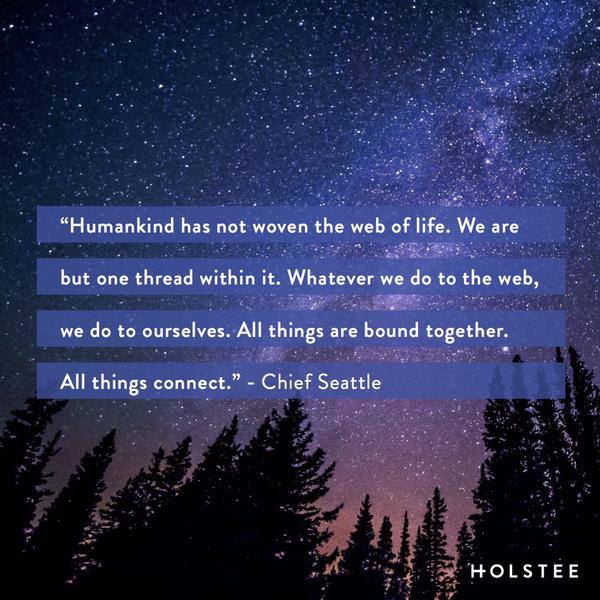 “Humankind has not woven the web of life. We are
but one thread within it. Whatever we do to the web,
we do to ourselves. All things are bound together.
All things connect.” - Chief Seattle
HOLSTEE